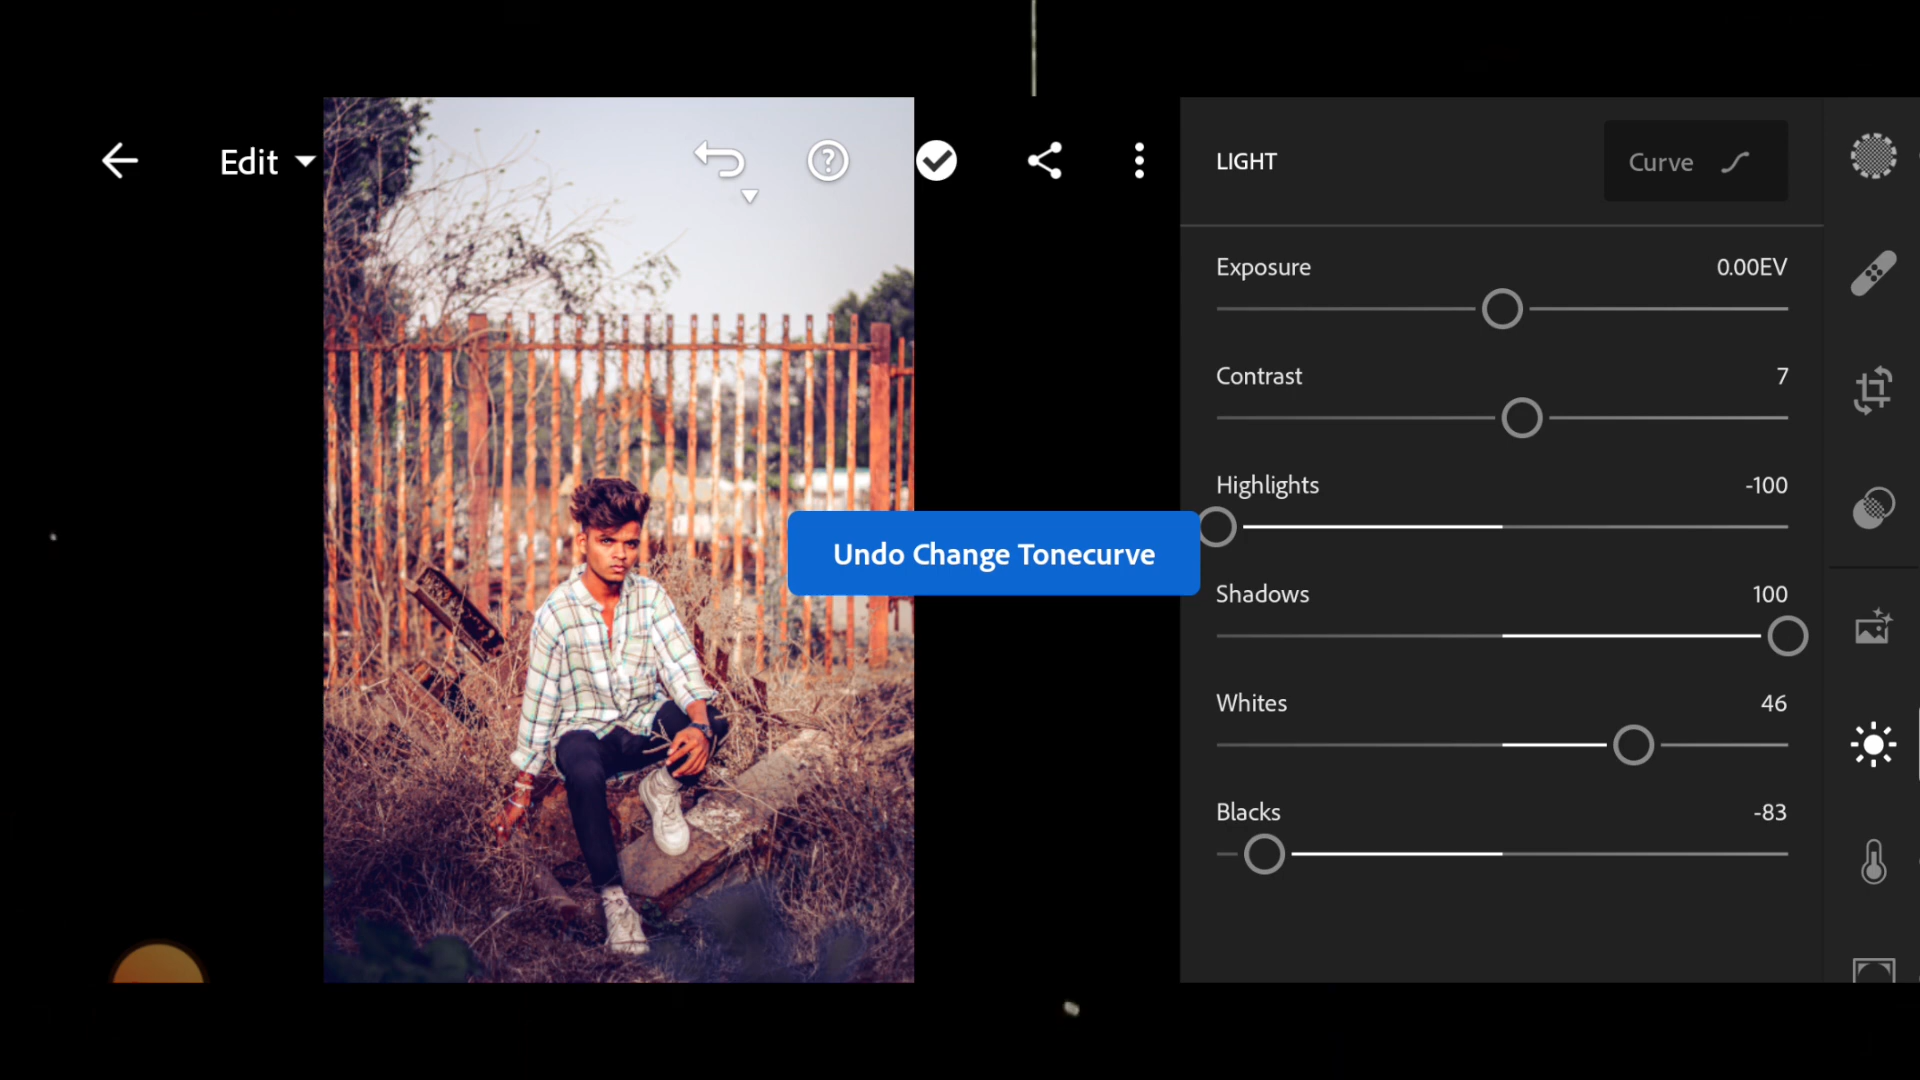 Edit
?
LIGHT
Curve
Exposure 0.00EV
Contrast 7
Highlights -100
Undo Change Tonecurve
Shadows 100
Whites 46
Blacks -83